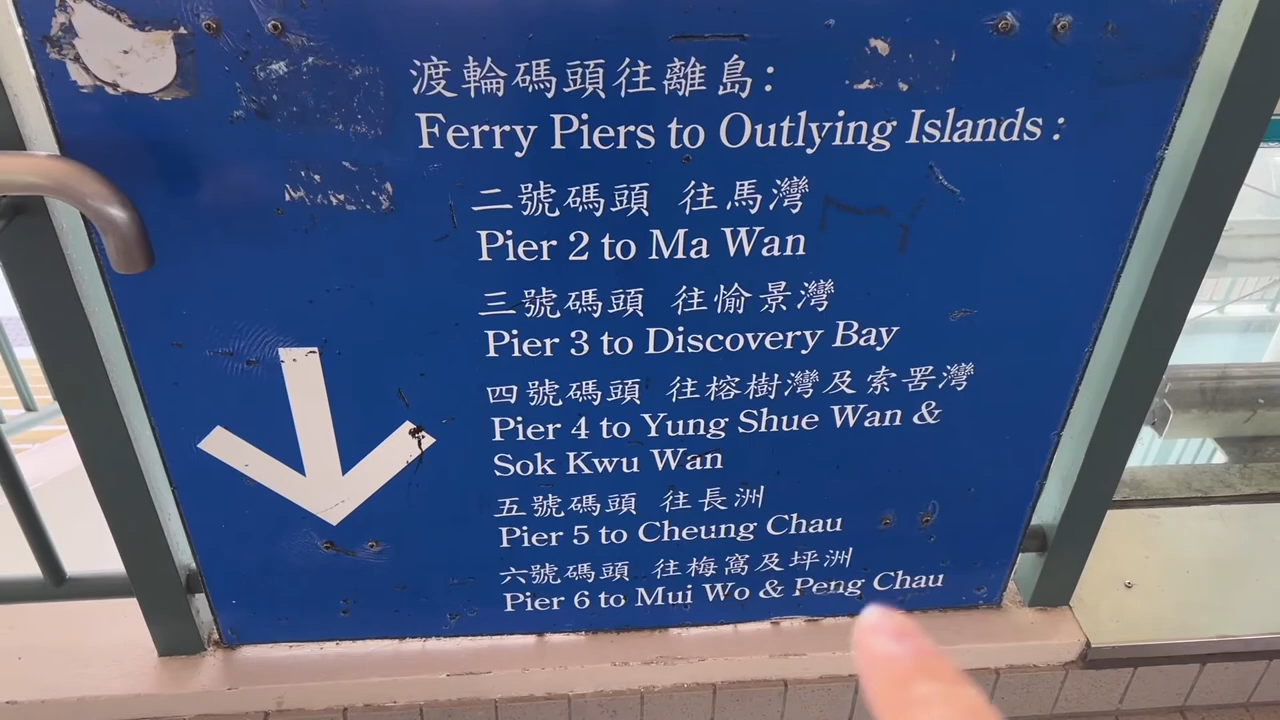 渡輪碼頭往離島：
Ferry Piers to Outlying Islands :
二號碼頭 往馬灣
Pier 2 to Ma Wan
三號碼頭 往愉景灣
Pier 3 to Discovery Bay
四號碼頭 往榕樹灣及索罟灣
Pier 4 to Yung Shue Wan &
Sok Kwu Wan
五號碼頭 往長洲
Pier 5 to Cheung Chau
六號碼頭 往梅窩及坪洲
Pier 6 to Mui Wo & Peng Chau